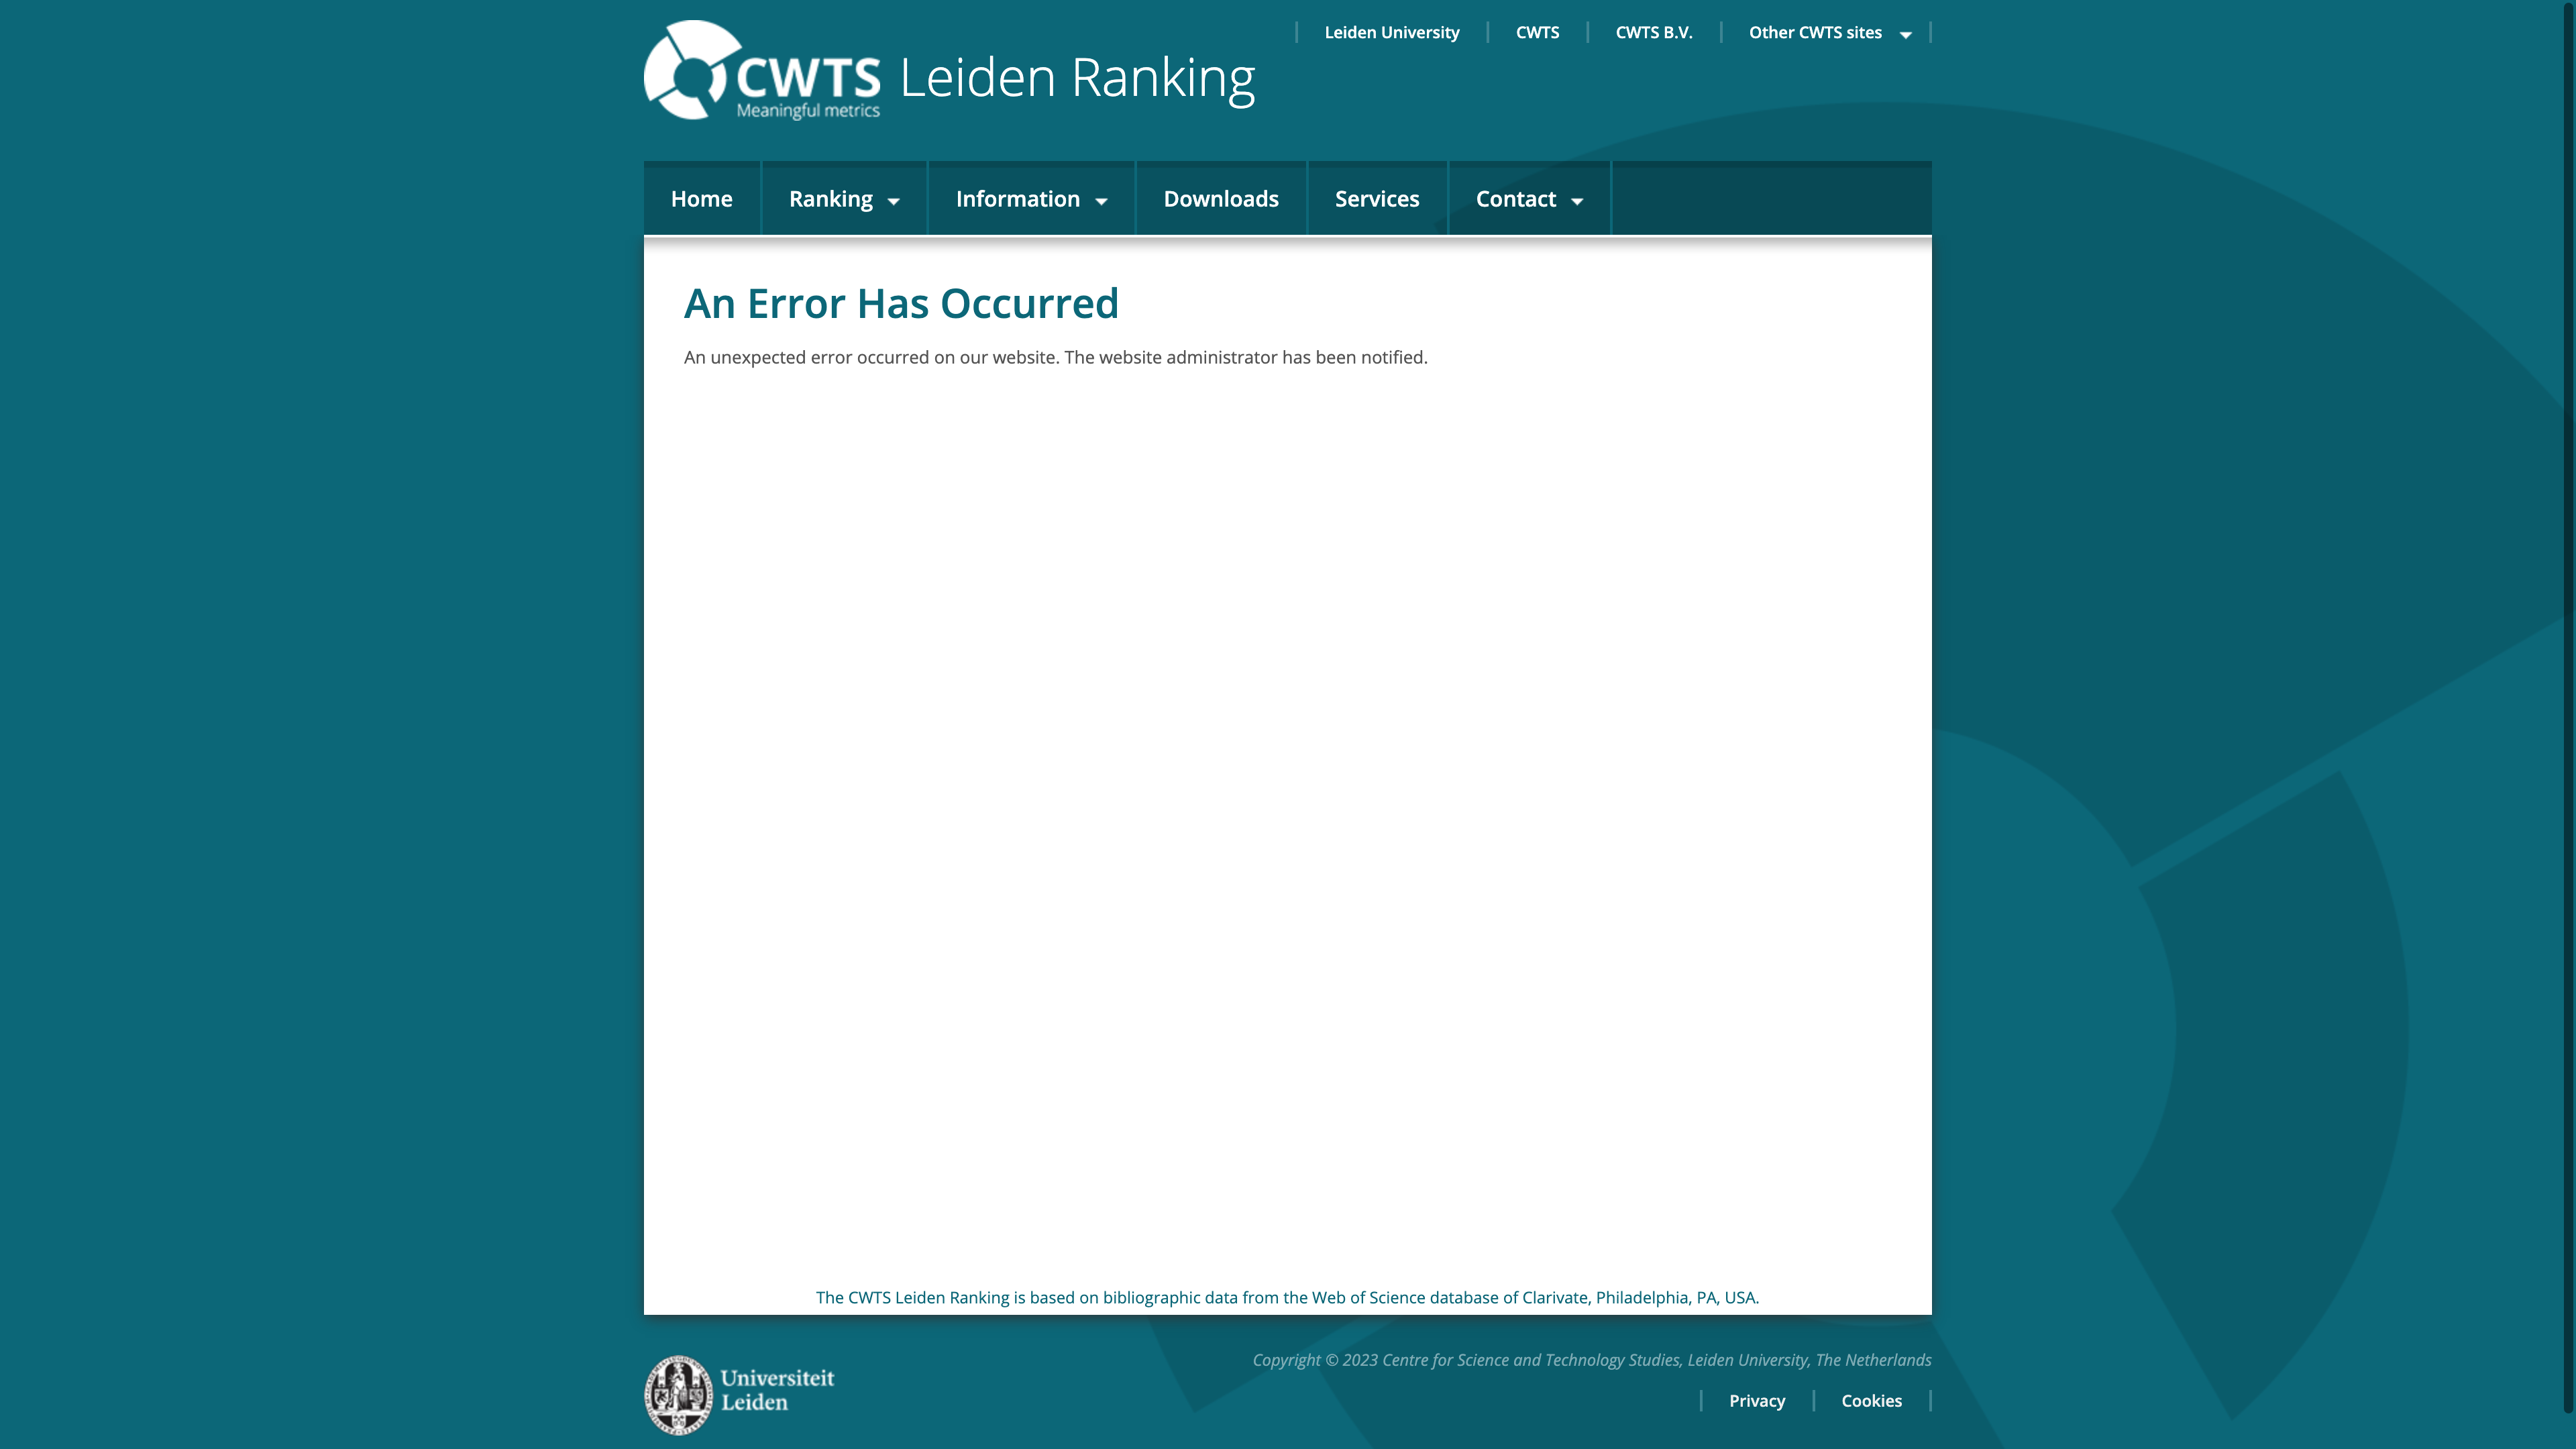 Leiden University
CWTS
CWTS B.V.
Other CWTS sites
CWTS
Meaningful metrics
Leiden Ranking
Home
Ranking
Information
Downloads
Services
Contact
An Error Has Occurred
An unexpected error occurred on our website. The website administrator has been notified.
The CWTS Leiden Ranking is based on bibliographic data from the Web of Science database of Clarivate, Philadelphia, PA, USA.
Universiteit
Leiden
Copyright © 2023 Centre for Science and Technology Studies, Leiden University, The Netherlands
Privacy
Cookies